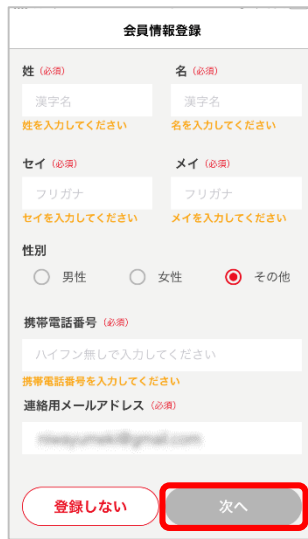 会員情報登録
姓 (必須) 名 (必須)
漢字名 漢字名
姓を入力してください 名を入力してください
セイ (必須) メイ (必須)
フリガナ フリガナ
セイを入力してください メイを入力してください
性別
男性 女性 その他
携帯電話番号 (必須)
ハイフン無しで入力してください
携帯電話番号を入力してください
連絡用メールアドレス (必須)
登録しない 次へ